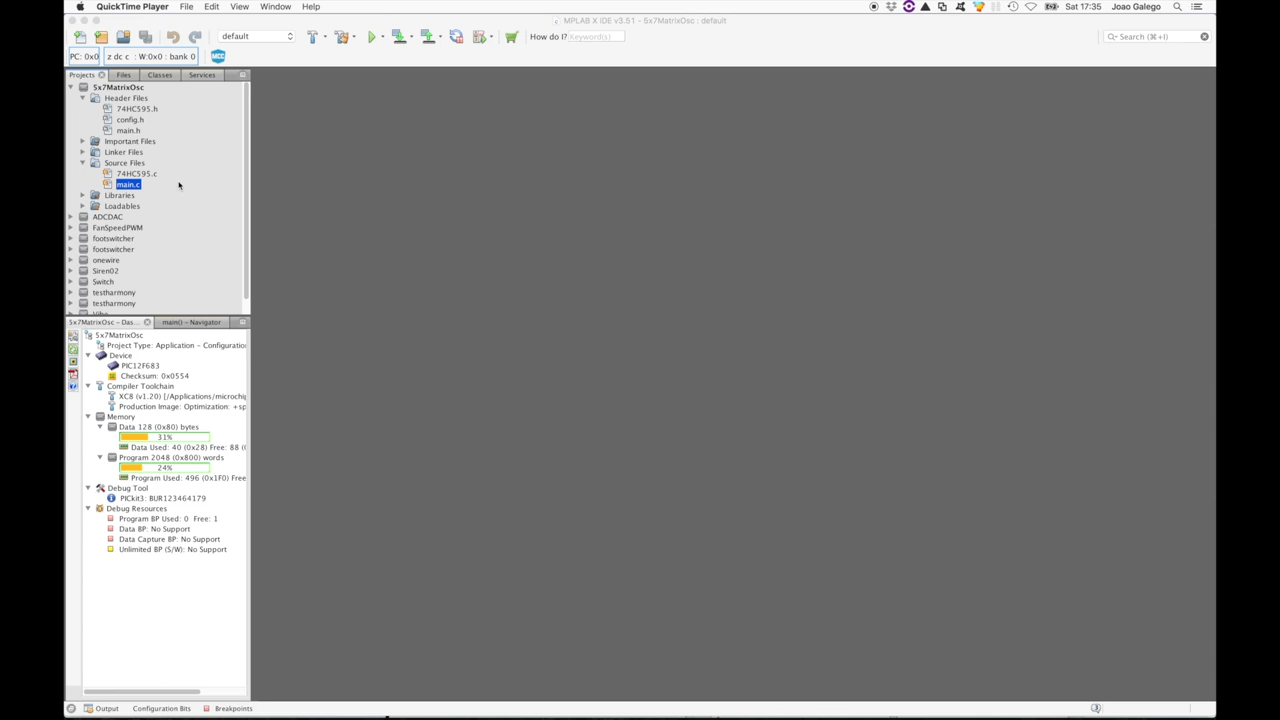 QuickTime Player File Edit View Window Help Sat 17:35 Joao Galego
MPLAB X IDE v3.51 - 5x7MatrixOsc : default
default How do I? Keyword(s) Search (⌘+I)
PC: 0x0 z dc c : W:0x0 : bank 0 MCC
Projects Files Classes Services
5x7MatrixOsc
Header Files
74HC595.h
config.h
main.h
Important Files
Linker Files
Source Files
74HC595.c
main.c
Libraries
Loadables
ADCDAC
FanSpeedPWM
footswitcher
footswitcher
onewire
Siren02
Switch
testharmony
testharmony
5x7MatrixOsc - Das... main() - Navigator
5x7MatrixOsc
Project Type: Application - Configuratio
Device
PIC12F683
Checksum: 0x0554
Compiler Toolchain
XC8 (v1.20) [/Applications/microchip
Production Image: Optimization: +sp
Memory
Data 128 (0x80) bytes
31%
Data Used: 40 (0x28) Free: 88 (
Program 2048 (0x800) words
24%
Program Used: 496 (0x1F0) Free
Debug Tool
PICkit3: BUR123464179
Debug Resources
Program BP Used: 0 Free: 1
Data BP: No Support
Data Capture BP: No Support
Unlimited BP (S/W): No Support
Output Configuration Bits Breakpoints